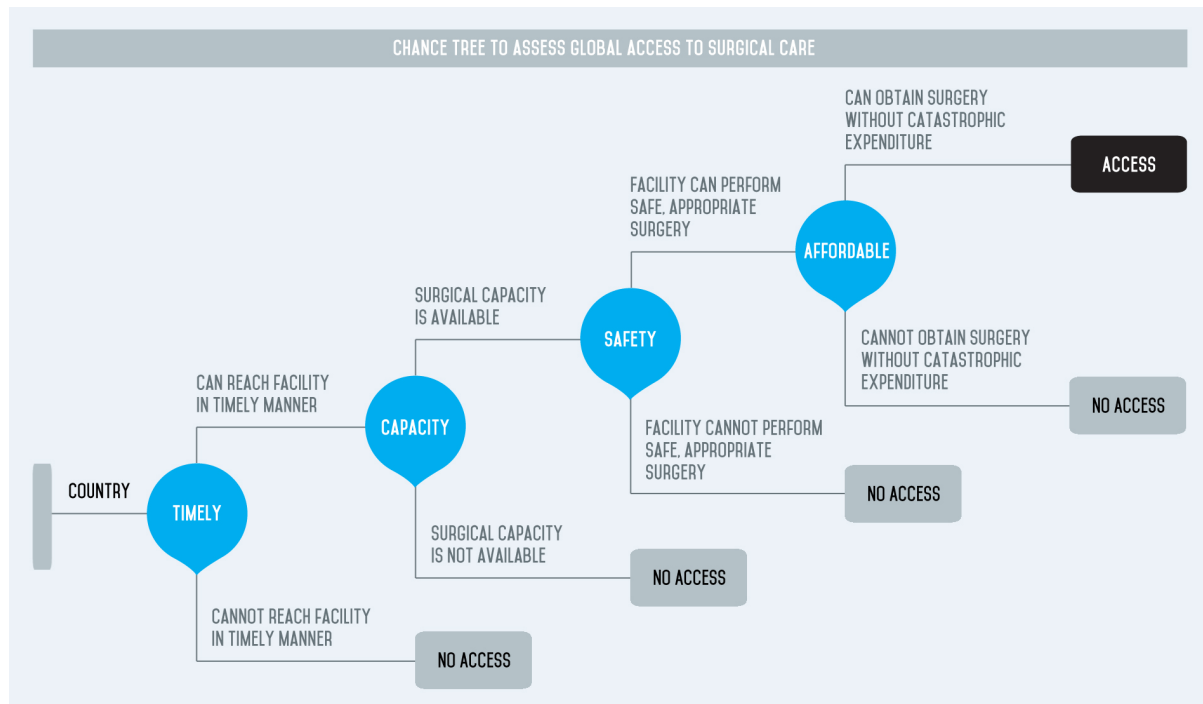 CHANCE TREE TO ASSESS GLOBAL ACCESS TO SURGICAL CARE
CAN OBTAIN SURGERY
WITHOUT CATASTROPHIC
EXPENDITURE
ACCESS
FACILITY CAN PERFORM
SAFE, APPROPRIATE
SURGERY
AFFORDABLE
SURGICAL CAPACITY
IS AVAILABLE
SAFETY
CANNOT OBTAIN SURGERY
WITHOUT CATASTROPHIC
EXPENDITURE
NO ACCESS
CAN REACH FACILITY
IN TIMELY MANNER
CAPACITY
FACILITY CANNOT PERFORM
SAFE, APPROPRIATE
SURGERY
NO ACCESS
COUNTRY
TIMELY
SURGICAL CAPACITY
IS NOT AVAILABLE
NO ACCESS
CANNOT REACH FACILITY
IN TIMELY MANNER
NO ACCESS